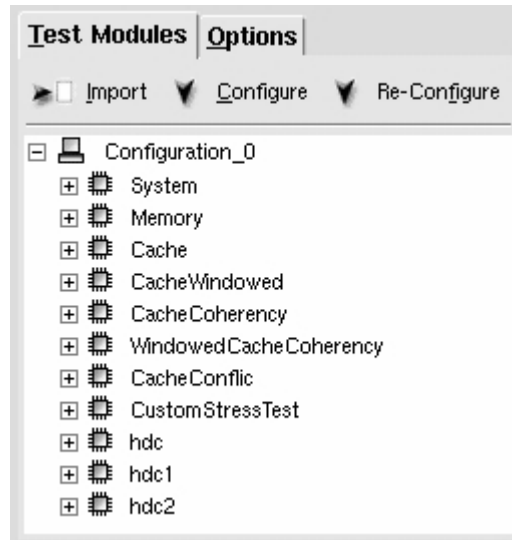 Test Modules Options
Import Configure Re-Configure
Configuration_0
System
Memory
Cache
CacheWindowed
CacheCoherency
WindowedCacheCoherency
CacheConflic
CustomStressTest
hdc
hdc1
hdc2